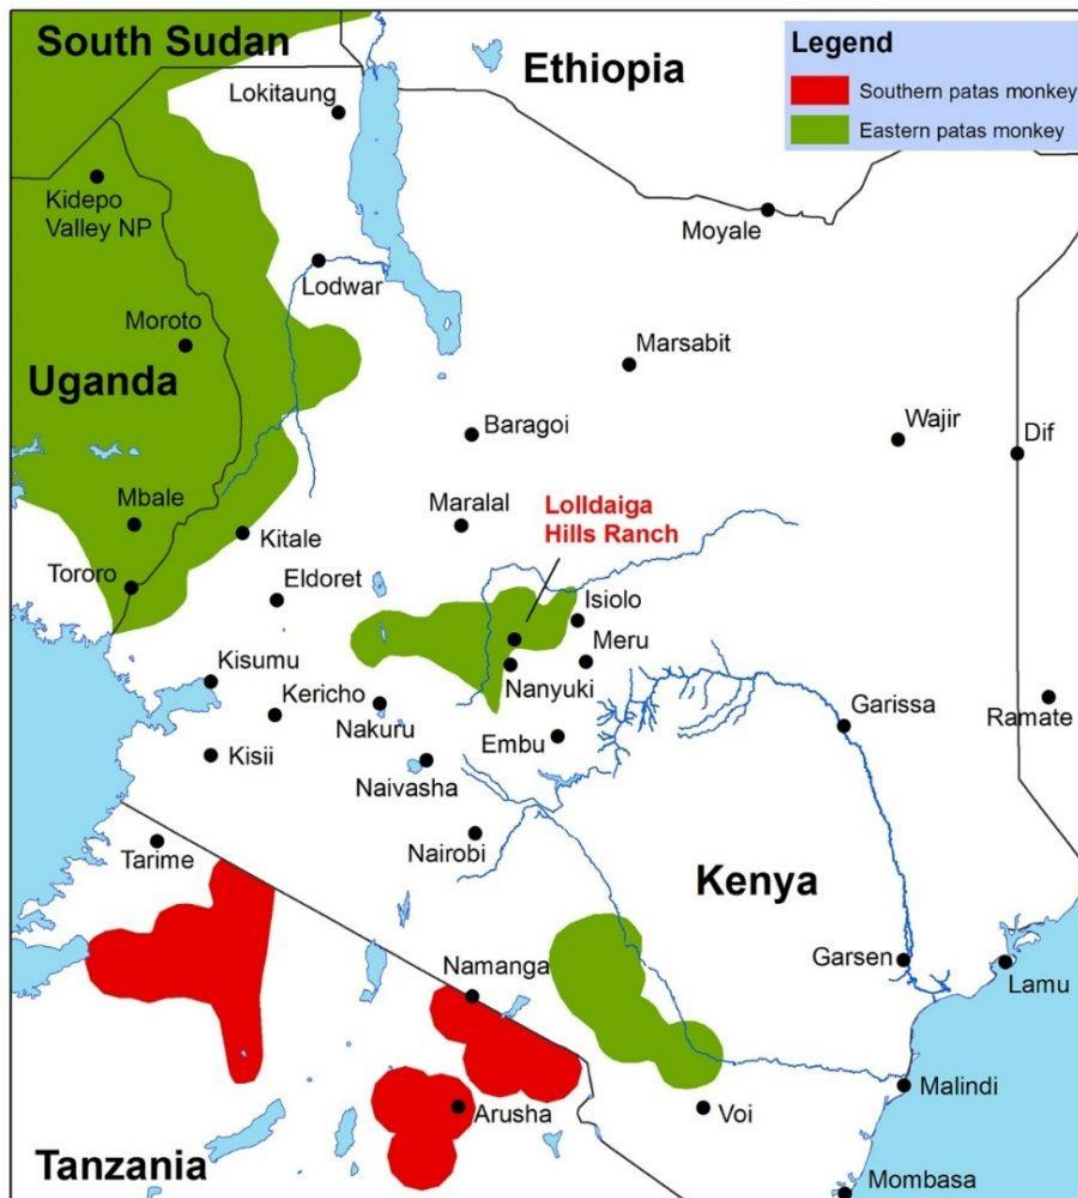 South Sudan
Ethiopia
Legend
Southern patas monkey
Eastern patas monkey
Lokitaung
Kidepo
Valley NP
Moyale
Lodwar
Moroto
Marsabit
Uganda
Baragoi
Wajir
Dif
Mbale
Maralal
Lolldaiga
Hills Ranch
Kitale
Tororo
Eldoret
Isiolo
Meru
Kisumu
Nanyuki
Kericho
Nakuru
Garissa
Ramate
Embu
Kisii
Naivasha
Nairobi
Tarime
Kenya
Namanga
Garsen
Lamu
Malindi
Arusha
Voi
Tanzania
Mombasa